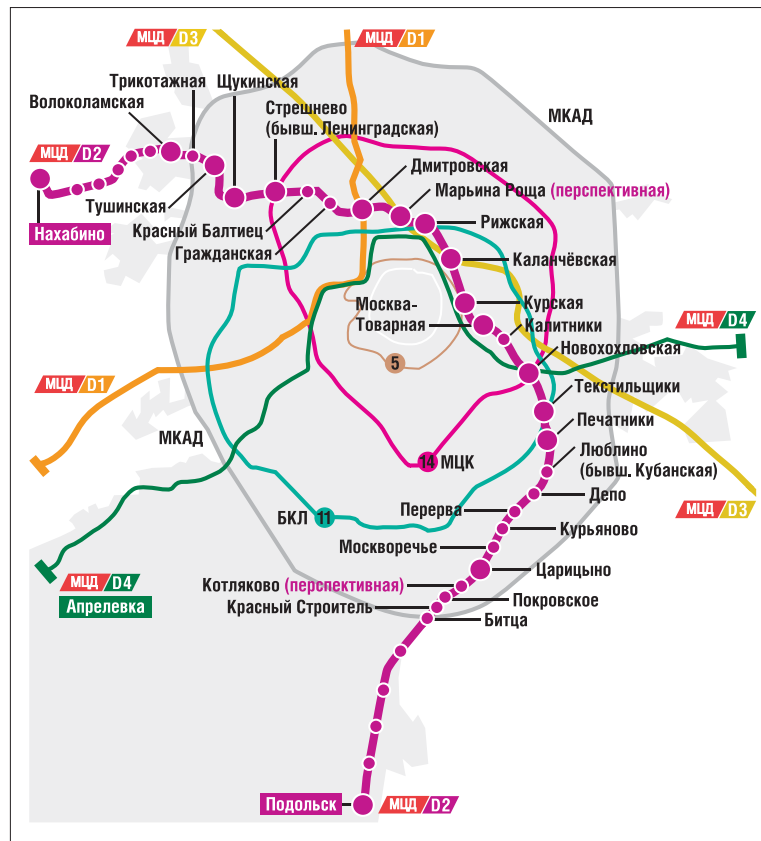 МЦД D3
МЦД D1
Трикотажная
Щукинская
Волоколамская
Стрешнево
(бывш. Ленинградская)
МКАД
МЦД D2
Дмитровская
Марьина Роща (перспективная)
Тушинская
Нахабино
Красный Балтиец
Рижская
Гражданская
Каланчёвская
Москва-
Товарная
Курская
Калитники
МЦД D4
Новохохловская
5
МЦД D1
Текстильщики
МКАД
Печатники
14 МЦК
Люблино
(бывш. Кубанская)
Депо
МЦД D3
БКЛ 11
Перерва
Курьяново
Москворечье
МЦД D4
Царицыно
Апрелевка
Котляково (перспективная)
Покровское
Красный Строитель
Битца
Подольск
МЦД D2